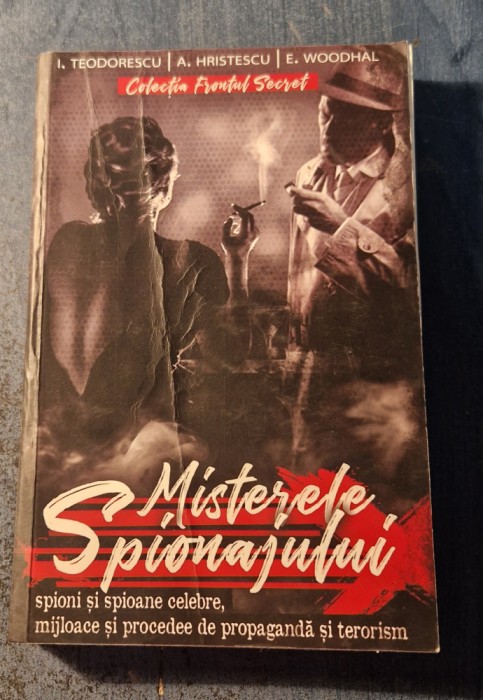 I. TEODORESCU | A. HRISTESCU | E. WOODHAL
Colecția Frontul Secret
Misterele
Spionajului
spioni și spioane celebre,
mijloace și procedee de propagandă și terorism